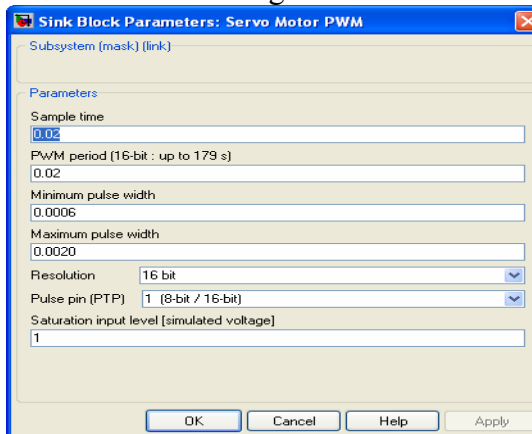 Sink Block Parameters: Servo Motor PWM
Subsystem (mask) (link)
Parameters
Sample time
0.02
PWM period (16-bit : up to 179 s)
0.02
Minimum pulse width
0.0006
Maximum pulse width
0.0020
Resolution 16 bit
Pulse pin (PTP) 1 (8-bit / 16-bit)
Saturation input level [simulated voltage]
1
OK Cancel Help Apply